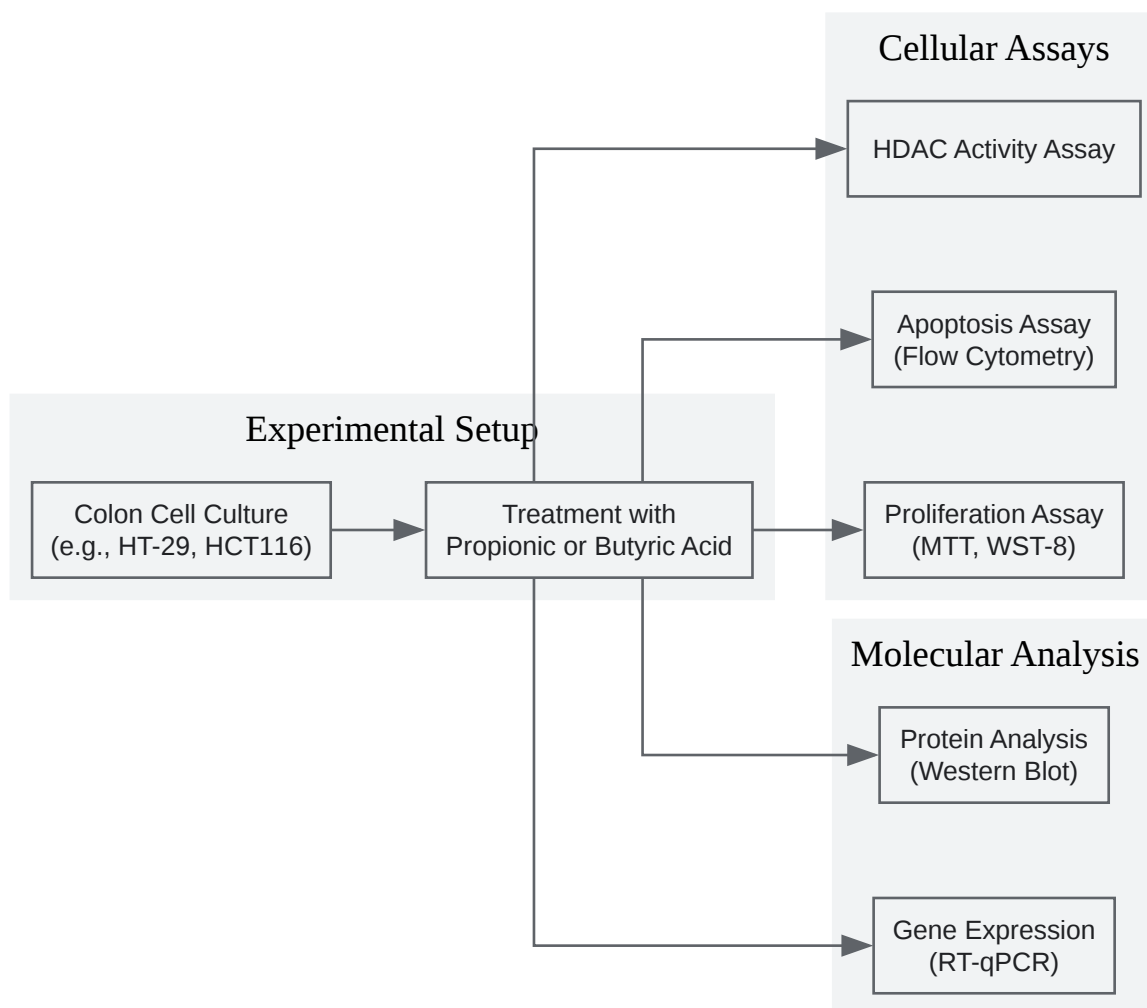 Cellular Assays
HDAC Activity Assay
Apoptosis Assay
(Flow Cytometry)
Experimental Setup
Colon Cell Culture
(e.g., HT-29, HCT116)
Treatment with
Propionic or Butyric Acid
Proliferation Assay
(MTT, WST-8)
Molecular Analysis
Protein Analysis
(Western Blot)
Gene Expression
(RT-qPCR)